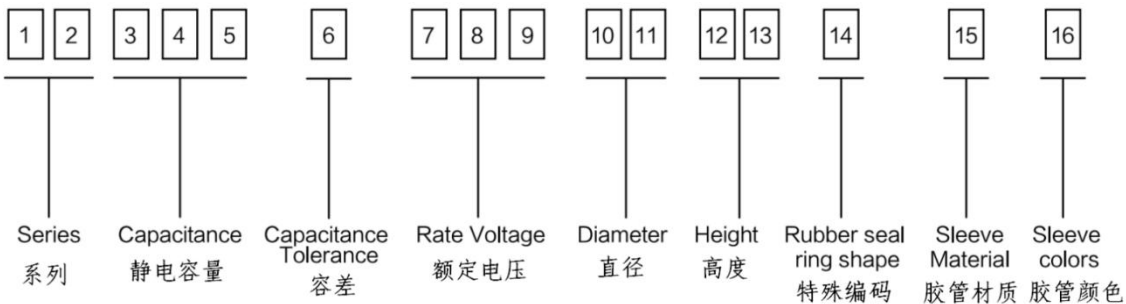 1 2 3 4 5 6 7 8 9 10 11 12 13 14 15 16
Series Capacitance Capacitance Rate Voltage Diameter Height Rubber seal Sleeve Sleeve
Tolerance ring shape Material colors
系列 静电容量 容差 额定电压 直径 高度 特殊编码 胶管材质 胶管颜色